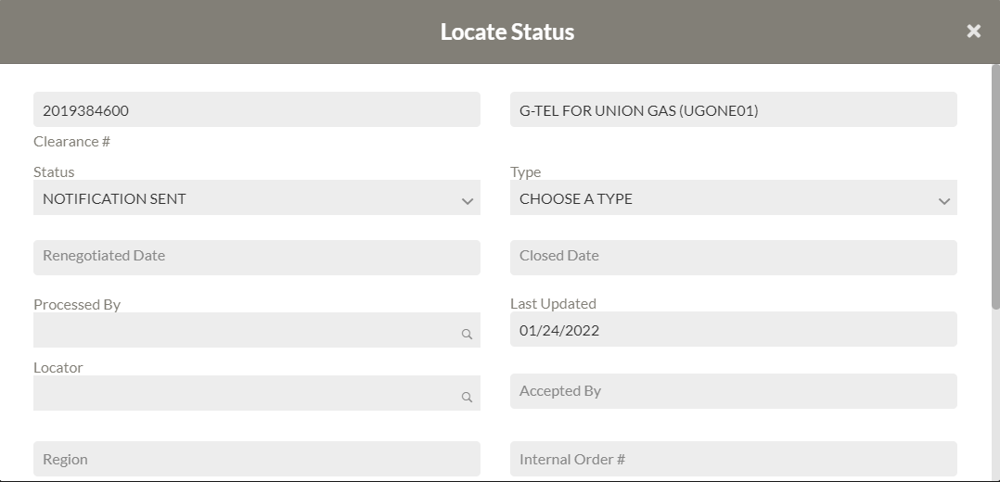 Locate Status
2019384600
G-TEL FOR UNION GAS (UGONE01)
Clearance #
Status
Type
NOTIFICATION SENT
CHOOSE A TYPE
Renegotiated Date
Closed Date
Processed By
Last Updated
01/24/2022
Locator
Accepted By
Region
Internal Order #